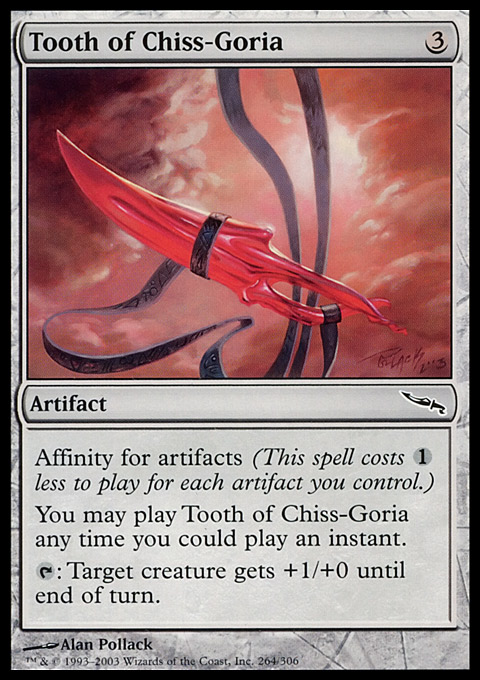 Tooth of Chiss-Goria 3
Artifact
Affinity for artifacts (This spell costs 1
less to play for each artifact you control.)
You may play Tooth of Chiss-Goria
any time you could play an instant.
: Target creature gets +1/+0 until
end of turn.
Alan Pollack
™ & © 1993–2003 Wizards of the Coast, Inc. 264/306